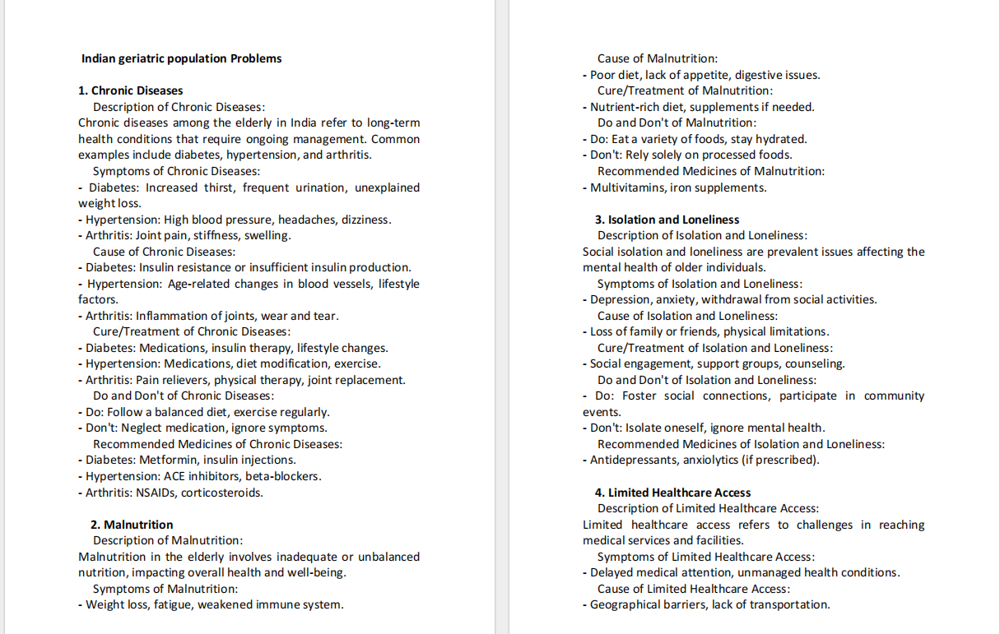 Indian geriatric population Problems
1. Chronic Diseases
Description of Chronic Diseases:
Chronic diseases among the elderly in India refer to long-term
health conditions that require ongoing management. Common
examples include diabetes, hypertension, and arthritis.
Symptoms of Chronic Diseases:
- Diabetes: Increased thirst, frequent urination, unexplained
weight loss.
- Hypertension: High blood pressure, headaches, dizziness.
- Arthritis: Joint pain, stiffness, swelling.
Cause of Chronic Diseases:
- Diabetes: Insulin resistance or insufficient insulin production.
- Hypertension: Age-related changes in blood vessels, lifestyle
factors.
- Arthritis: Inflammation of joints, wear and tear.
Cure/Treatment of Chronic Diseases:
- Diabetes: Medications, insulin therapy, lifestyle changes.
- Hypertension: Medications, diet modification, exercise.
- Arthritis: Pain relievers, physical therapy, joint replacement.
Do and Don't of Chronic Diseases:
- Do: Follow a balanced diet, exercise regularly.
- Don't: Neglect medication, ignore symptoms.
Recommended Medicines of Chronic Diseases:
- Diabetes: Metformin, insulin injections.
- Hypertension: ACE inhibitors, beta-blockers.
- Arthritis: NSAIDs, corticosteroids.
2. Malnutrition
Description of Malnutrition:
Malnutrition in the elderly involves inadequate or unbalanced
nutrition, impacting overall health and well-being.
Symptoms of Malnutrition:
- Weight loss, fatigue, weakened immune system.
Cause of Malnutrition:
- Poor diet, lack of appetite, digestive issues.
Cure/Treatment of Malnutrition:
- Nutrient-rich diet, supplements if needed.
Do and Don't of Malnutrition:
- Do: Eat a variety of foods, stay hydrated.
- Don't: Rely solely on processed foods.
Recommended Medicines of Malnutrition:
- Multivitamins, iron supplements.
3. Isolation and Loneliness
Description of Isolation and Loneliness:
Social isolation and loneliness are prevalent issues affecting the
mental health of older individuals.
Symptoms of Isolation and Loneliness:
- Depression, anxiety, withdrawal from social activities.
Cause of Isolation and Loneliness:
- Loss of family or friends, physical limitations.
Cure/Treatment of Isolation and Loneliness:
- Social engagement, support groups, counseling.
Do and Don't of Isolation and Loneliness:
- Do: Foster social connections, participate in community
events.
- Don't: Isolate oneself, ignore mental health.
Recommended Medicines of Isolation and Loneliness:
- Antidepressants, anxiolytics (if prescribed).
4. Limited Healthcare Access
Description of Limited Healthcare Access:
Limited healthcare access refers to challenges in reaching
medical services and facilities.
Symptoms of Limited Healthcare Access:
- Delayed medical attention, unmanaged health conditions.
Cause of Limited Healthcare Access:
- Geographical barriers, lack of transportation.